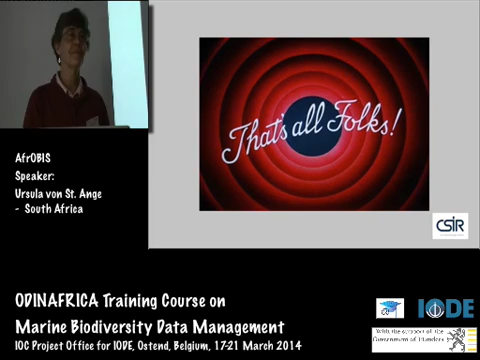 That's all Folks!
CSIR
AfrOBIS
Speaker:
Ursula von St. Ange
- South Africa
ODINAFRICA Training Course on
Marine Biodiversity Data Management
IOC Project Office for IODE, Ostend, Belgium, 17-21 March 2014
IODE
With the support of the
Government of Flanders